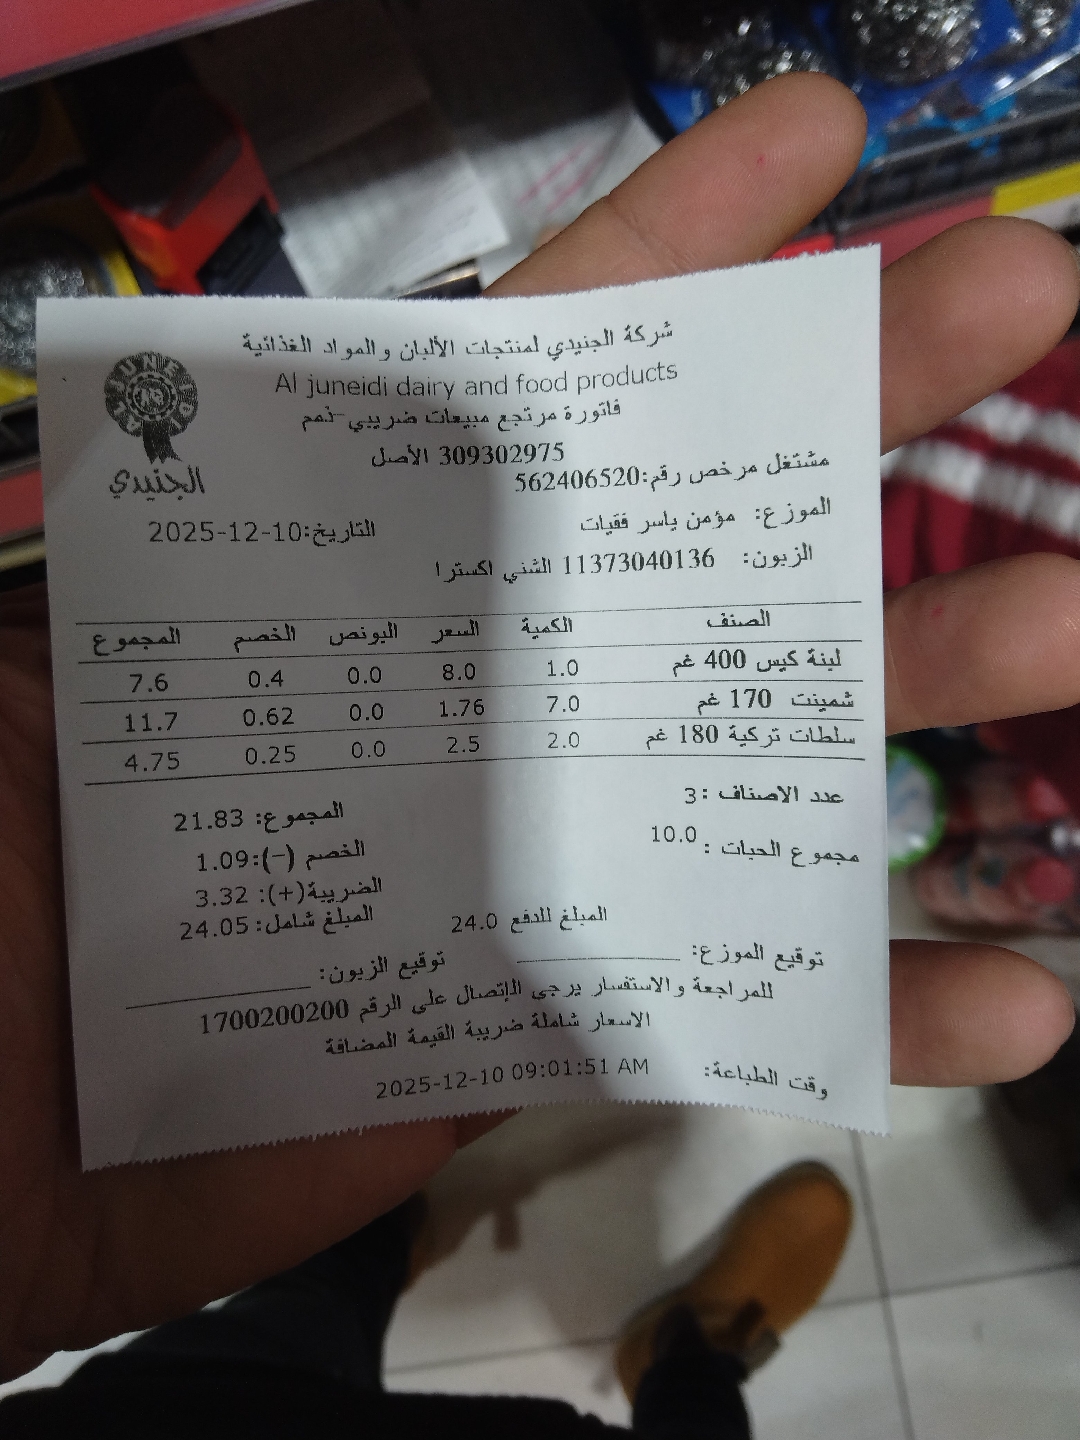 شركة الجنيدي لمنتجات الألبان والمواد الغذائية
Al juneidi dairy and food products
AL JUNEIDI
الجنيدي
فاتورة مرتجع مبيعات ضريبي-ذمم
309302975 الأصل
مشتغل مرخص رقم:562406520
الموزع: مؤمن ياسر فقيات
التاريخ:2025-12-10
الزبون: 11373040136 الشني اكسترا
الصنف الكمية السعر البونص الخصم المجموع
لبنة كيس 400 غم 1.0 8.0 0.0 0.4 7.6
شمينت 170 غم 7.0 1.76 0.0 0.62 11.7
سلطات تركية 180 غم 2.0 2.5 0.0 0.25 4.75
عدد الاصناف :3
المجموع: 21.83
مجموع الحبات : 10.0
الخصم (-):1.09
الضريبة(+): 3.32
المبلغ شامل: 24.05
المبلغ للدفع 24.0
توقيع الموزع:
توقيع الزبون:
للمراجعة والاستفسار يرجى الإتصال على الرقم 1700200200
الاسعار شاملة ضريبة القيمة المضافة
وقت الطباعة: 2025-12-10 09:01:51 AM